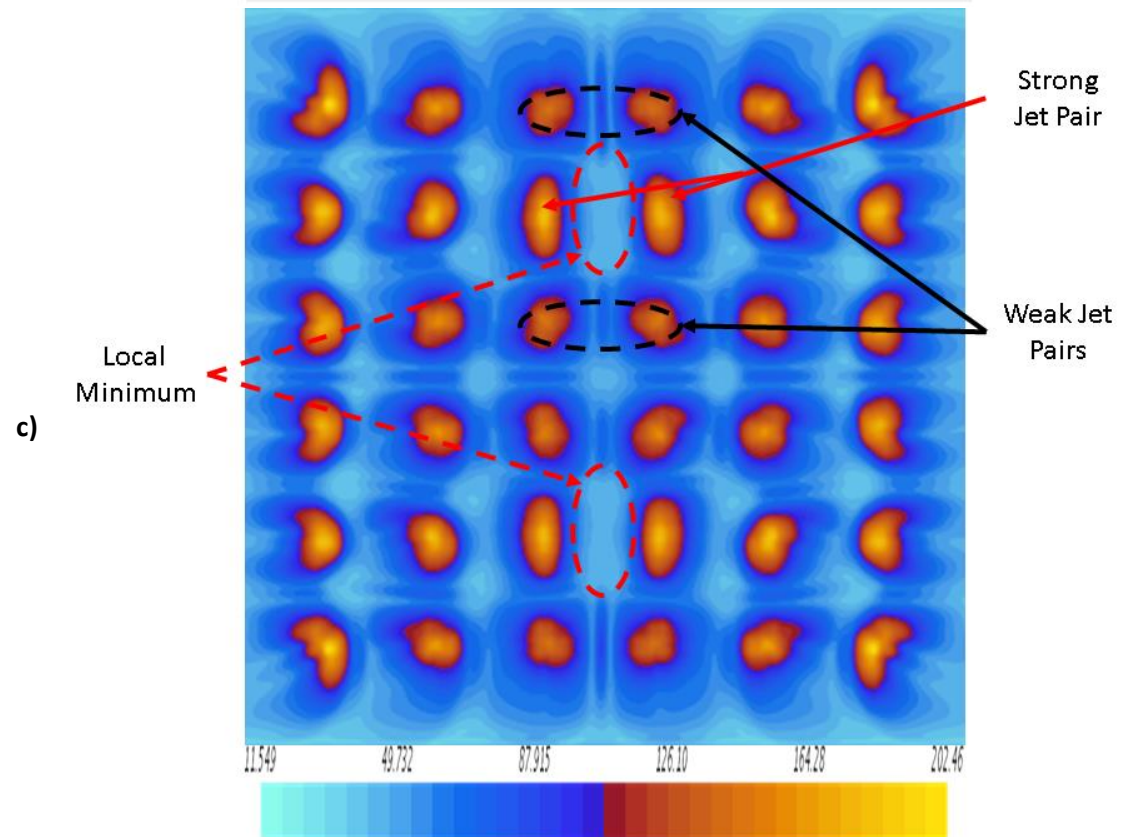 Strong
Jet Pair
Weak Jet
Pairs
Local
Minimum
c)
11.549 49.732 87.915 126.10 164.28 202.46